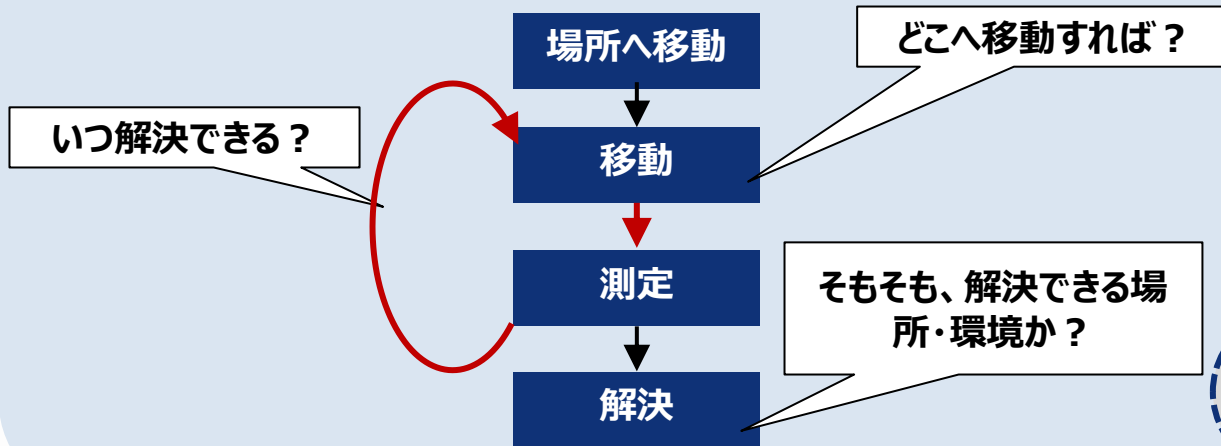 場所へ移動
どこへ移動すれば？
いつ解決できる？
移動
測定
そもそも、解決できる場
所・環境か？
解決